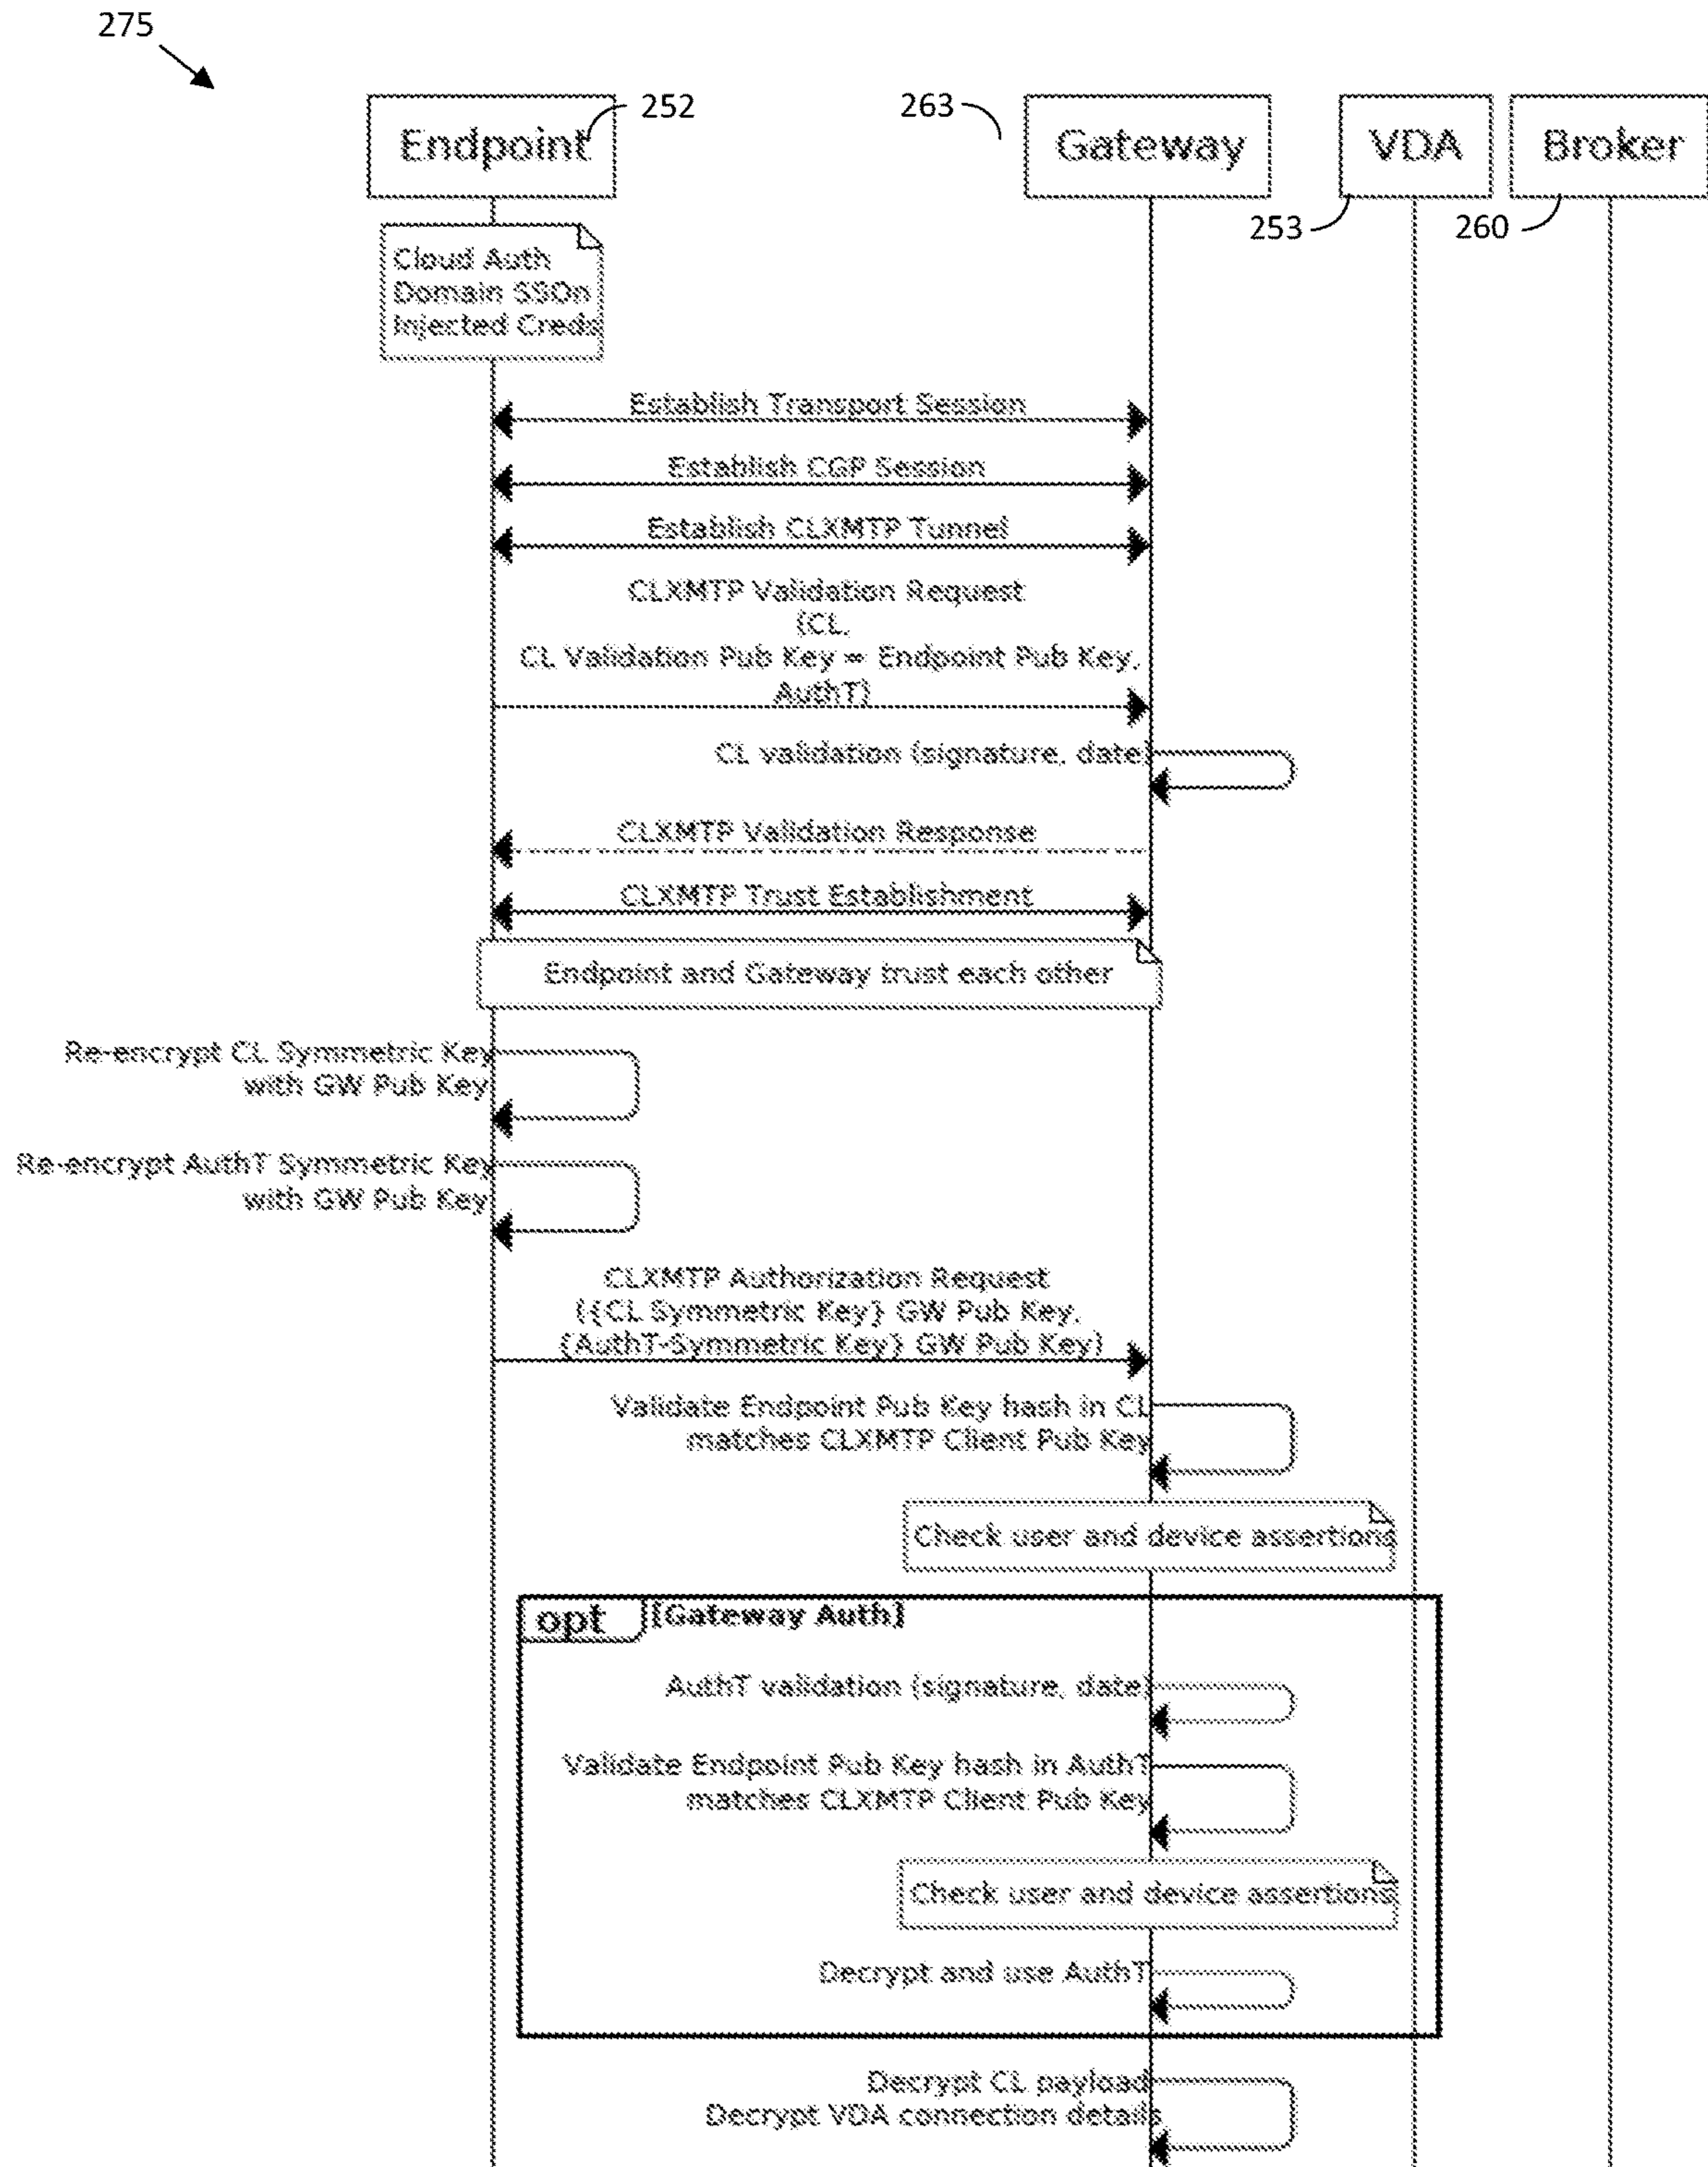 275
Endpoint
252
263
Gateway
VDA
Broker
253
260
Cloud Auth
Domain SSOn
Injected Creds
Establish Transport Session
Establish CGP Session
Establish CLXMTP Tunnel
CLXMTP Validation Request
(CL,
CL Validation Pub Key = Endpoint Pub Key,
AuthT)
CL validation (signature, date)
CLXMTP Validation Response
CLXMTP Trust Establishment
Endpoint and Gateway trust each other
Re-encrypt CL Symmetric Key
with GW Pub Key
Re-encrypt AuthT Symmetric Key
with GW Pub Key
CLXMTP Authorization Request
({CL Symmetric Key} GW Pub Key,
{AuthT-Symmetric Key} GW Pub Key)
Validate Endpoint Pub Key hash in CL
matches CLXMTP Client Pub Key
Check user and device assertions
opt [Gateway Auth]
AuthT validation (signature, date)
Validate Endpoint Pub Key hash in AuthT
matches CLXMTP Client Pub Key
Check user and device assertions
Decrypt and use AuthT
Decrypt CL payload
Decrypt VDA connection details